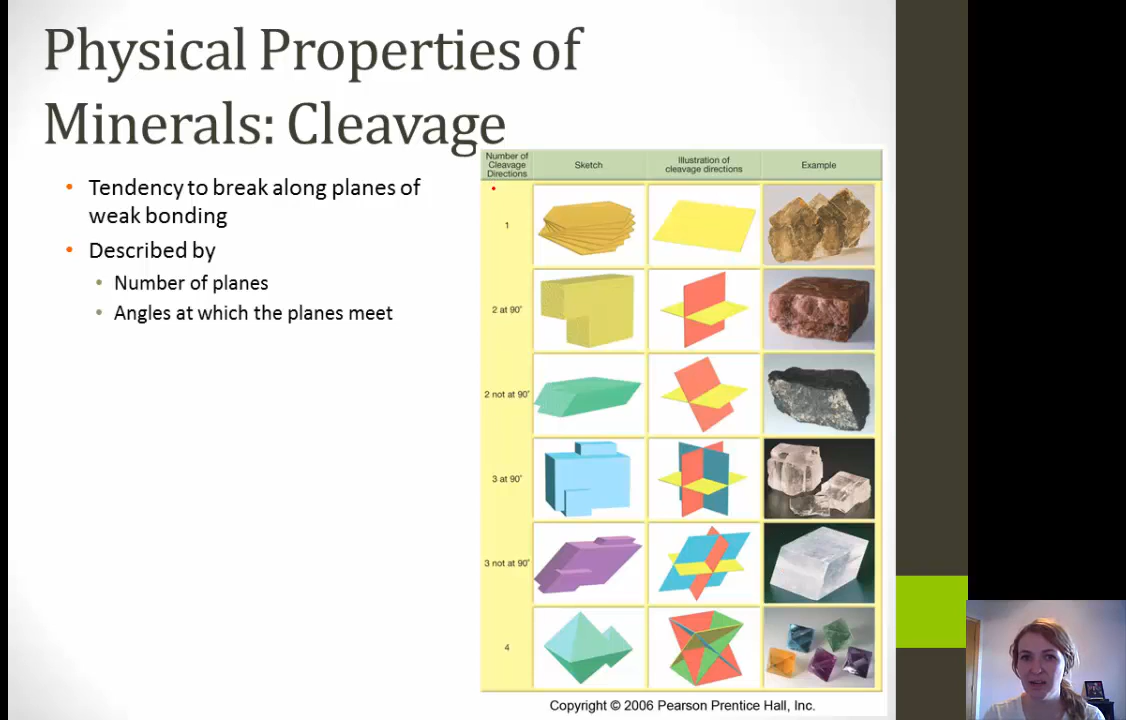 Physical Properties of
Minerals: Cleavage
• Tendency to break along planes of
weak bonding
• Described by
• Number of planes
• Angles at which the planes meet
Number of
Cleavage
Directions
Sketch
Illustration of
cleavage directions
Example
1
2 at 90°
2 not at 90°
3 at 90°
3 not at 90°
4
Copyright © 2006 Pearson Prentice Hall, Inc.